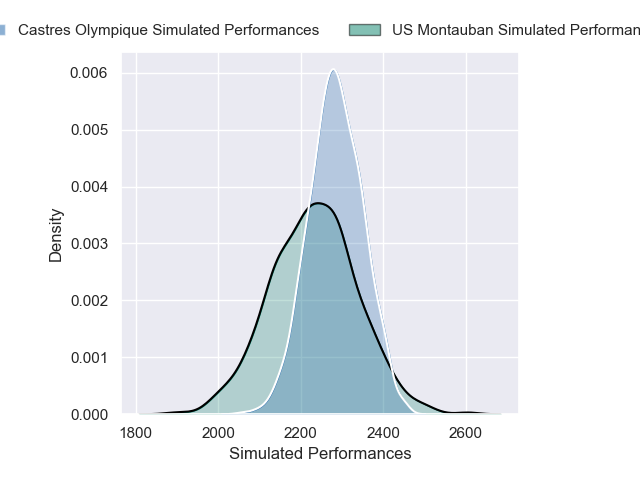 Castres Olympique Simulated Performances
US Montauban Simulated Performan
0.006
0.005
0.004
0.003
0.002
0.001
0.000
Density
1800 2000 2200 2400 2600
Simulated Performances